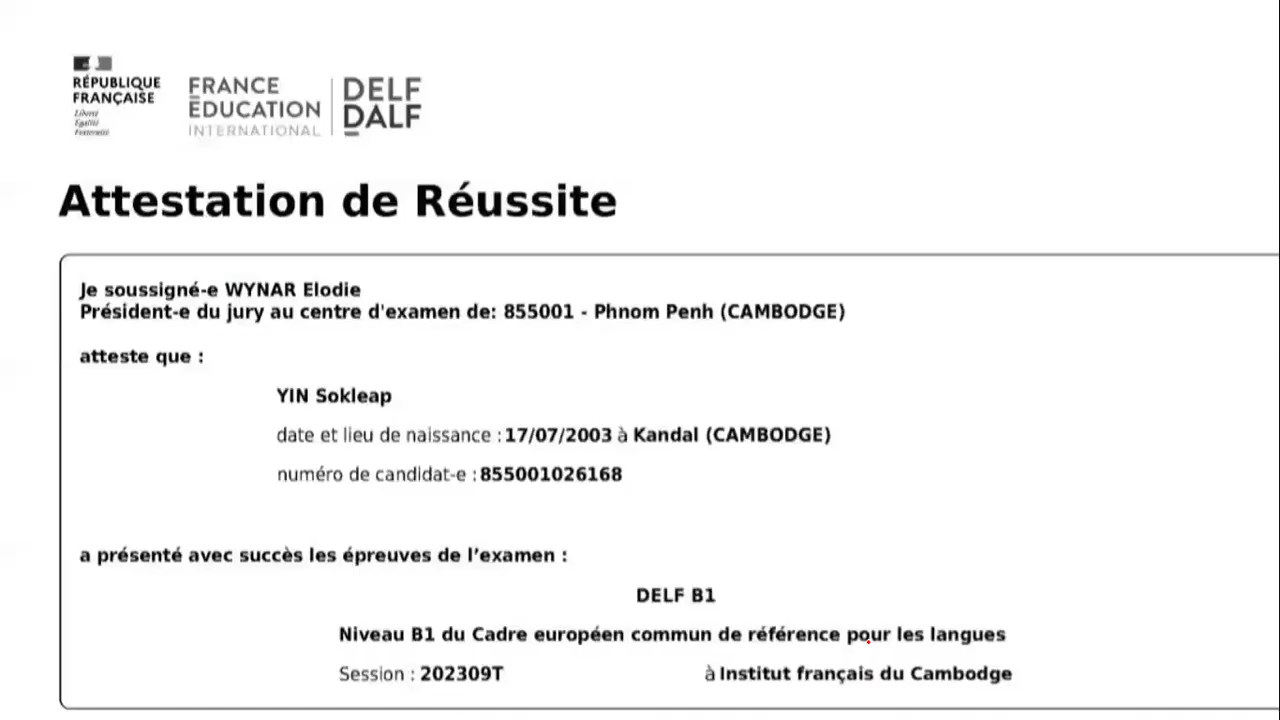 RÉPUBLIQUE
FRANÇAISE
Liberté
Égalité
Fraternité
FRANCE
ÉDUCATION
INTERNATIONAL
DELF
DALF
Attestation de Réussite
Je soussigné-e WYNAR Elodie
Président-e du jury au centre d'examen de: 855001 - Phnom Penh (CAMBODGE)
atteste que :
YIN Sokleap
date et lieu de naissance : 17/07/2003 à Kandal (CAMBODGE)
numéro de candidat-e : 855001026168
a présenté avec succès les épreuves de l’examen :
DELF B1
Niveau B1 du Cadre européen commun de référence pour les langues
Session : 202309T à Institut français du Cambodge